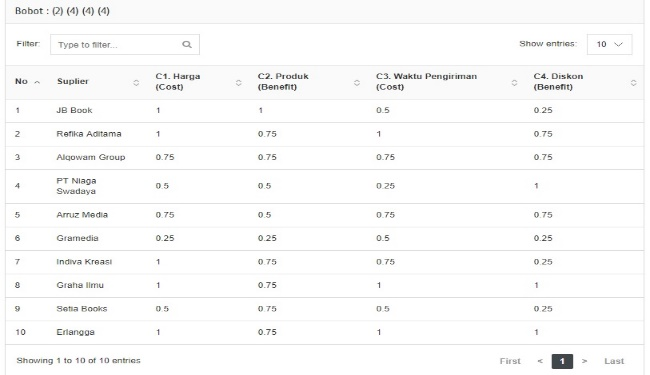 Bobot : (2) (4) (4) (4)
Filter: Type to filter... Show entries: 10
No Suplier C1. Harga (Cost) C2. Produk (Benefit) C3. Waktu Pengiriman (Cost) C4. Diskon (Benefit)
1 JB Book 1 1 0.5 0.25
2 Refika Aditama 1 0.75 1 0.75
3 Alqowam Group 0.75 0.75 0.75 0.75
4 PT Niaga Swadaya 0.5 0.5 0.25 1
5 Arruz Media 0.75 0.5 0.75 0.75
6 Gramedia 0.25 0.25 0.5 0.25
7 Indiva Kreasi 1 0.75 0.75 0.25
8 Graha Ilmu 1 0.75 1 1
9 Setia Books 0.5 0.75 0.5 0.25
10 Erlangga 1 0.75 1 1
Showing 1 to 10 of 10 entries First < 1 > Last